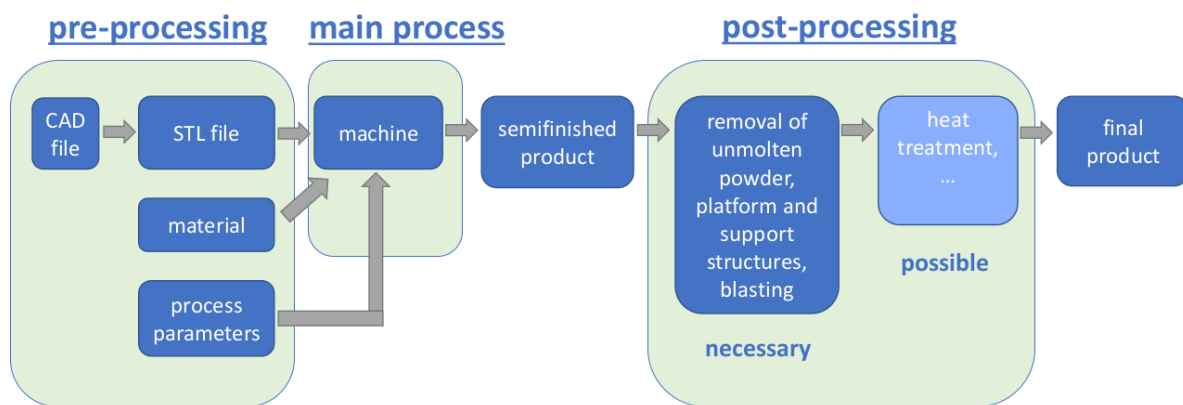 pre-processing
main process
post-processing
CAD
file
STL file
machine
semifinished
product
removal of
unmolten
powder,
platform and
support
structures,
blasting
heat
treatment,
...
final
product
material
process
parameters
possible
necessary